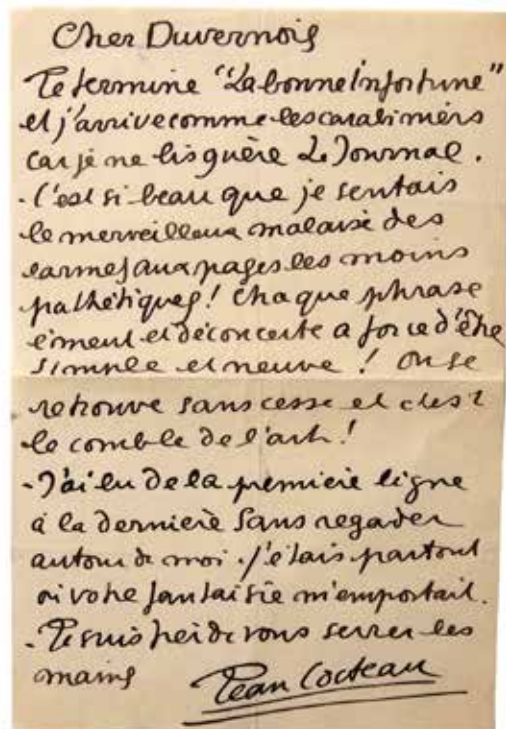 Cher Duvernois
Je termine "La bonne Infortune"
et j'arrive comme les carabiniers
car je ne lis guère Le Journal.
- C'est si beau que je sentais
le merveilleux malaise des
larmes aux pages les moins
pathétiques! Chaque phrase
émeut et déconcerte a force d'être
simple et neuve! On se
retrouve sans cesse et c'est
le comble de l'art!
- J'ai lu de la première ligne
à la dernière sans regarder
autour de moi. J'étais partout
où votre fantaisie m'emportait.
- Je suis de vous serrer les
mains
Jean Cocteau